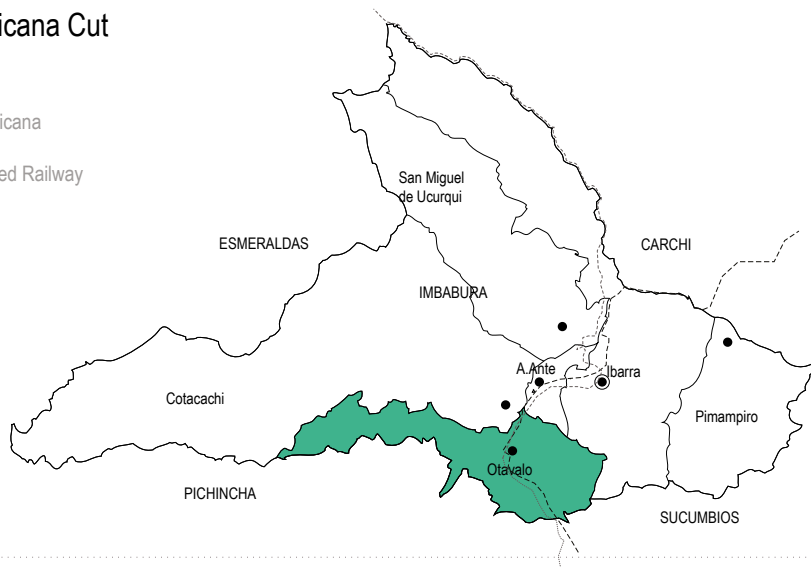 icana Cut
icana
ed Railway
San Miguel
de Ucurqui
ESMERALDAS
CARCHI
IMBABURA
A.Ante
Ibarra
Cotacachi
Pimampiro
Otavalo
PICHINCHA
SUCUMBIOS